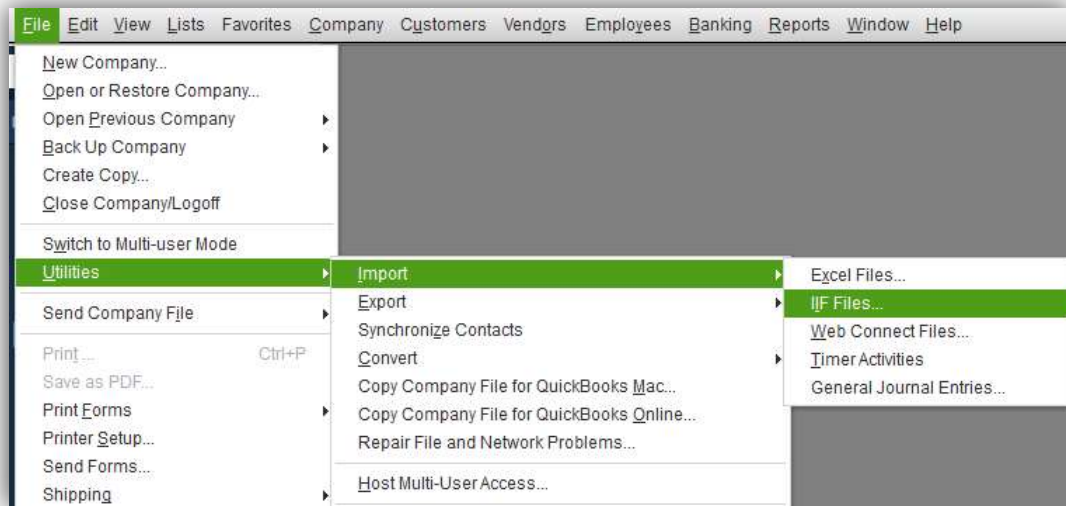 File Edit View Lists Favorites Company Customers Vendors Employees Banking Reports Window Help
New Company...
Open or Restore Company...
Open Previous Company
Back Up Company
Create Copy...
Close Company/Logoff
Switch to Multi-user Mode
Utilities
Send Company File
Print... Ctrl+P
Save as PDF...
Print Forms
Printer Setup...
Send Forms...
Shipping
Import
Export
Synchronize Contacts
Convert
Copy Company File for QuickBooks Mac...
Copy Company File for QuickBooks Online...
Repair File and Network Problems...
Host Multi-User Access...
Excel Files...
IIF Files...
Web Connect Files...
Timer Activities
General Journal Entries...